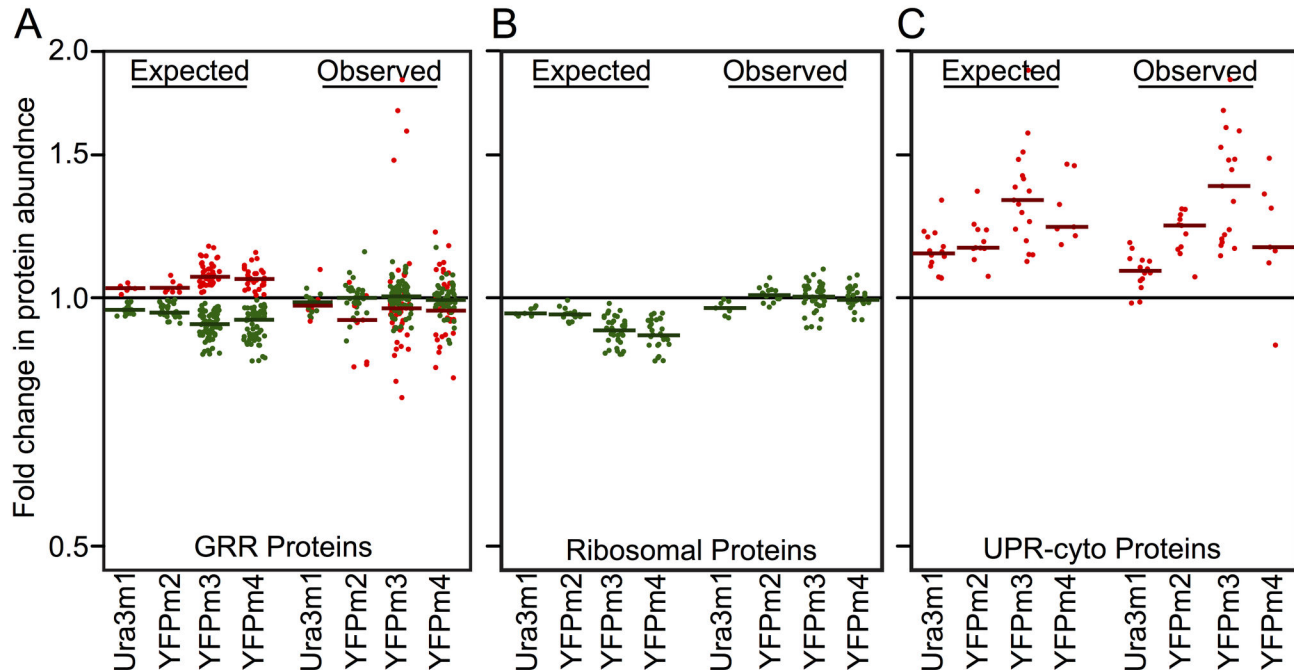 A
B
C
Fold change in protein abundnce
2.0
1.5
1.0
0.5
Expected
Observed
GRR Proteins
Ura3m1
YFPm2
YFPm3
YFPm4
Ura3m1
YFPm2
YFPm3
YFPm4
Expected
Observed
Ribosomal Proteins
Ura3m1
YFPm2
YFPm3
YFPm4
Ura3m1
YFPm2
YFPm3
YFPm4
Expected
Observed
UPR-cyto Proteins
Ura3m1
YFPm2
YFPm3
YFPm4
Ura3m1
YFPm2
YFPm3
YFPm4